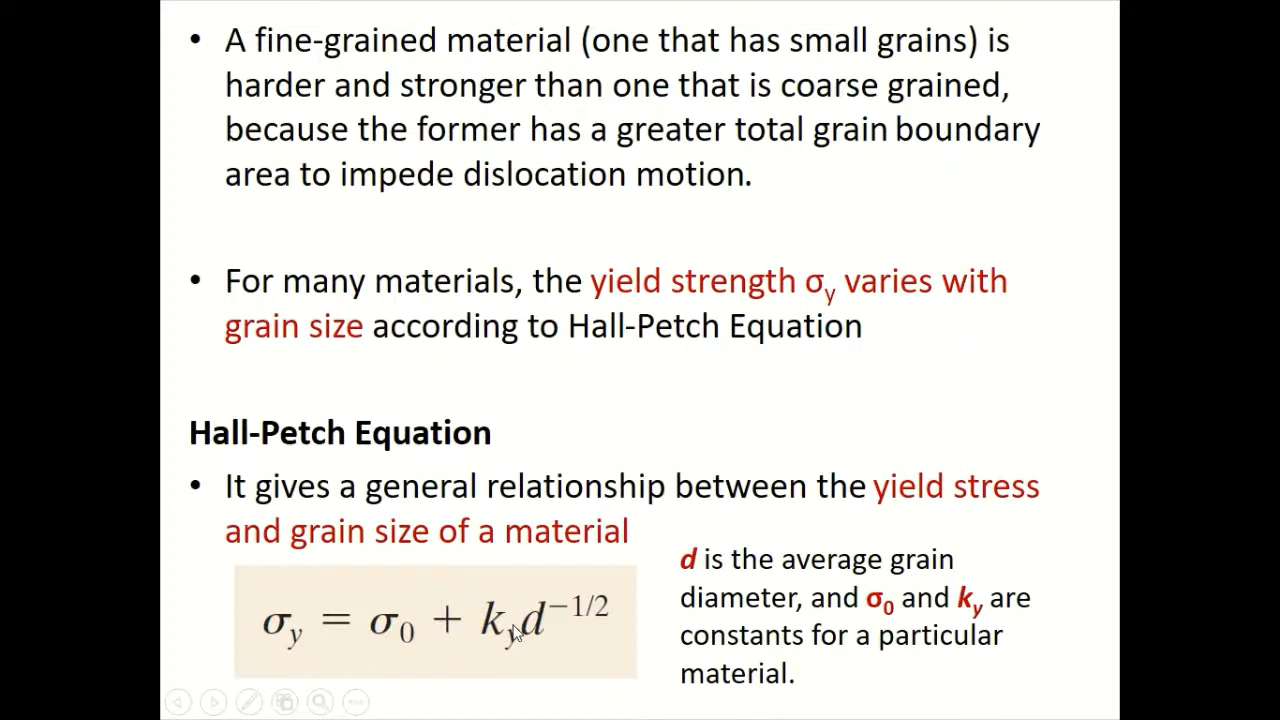 • A fine-grained material (one that has small grains) is
harder and stronger than one that is coarse grained,
because the former has a greater total grain boundary
area to impede dislocation motion.
• For many materials, the yield strength σy varies with
grain size according to Hall-Petch Equation
Hall-Petch Equation
• It gives a general relationship between the yield stress
and grain size of a material
σy = σ0 + kyd−1/2
d is the average grain
diameter, and σ0 and ky are
constants for a particular
material.